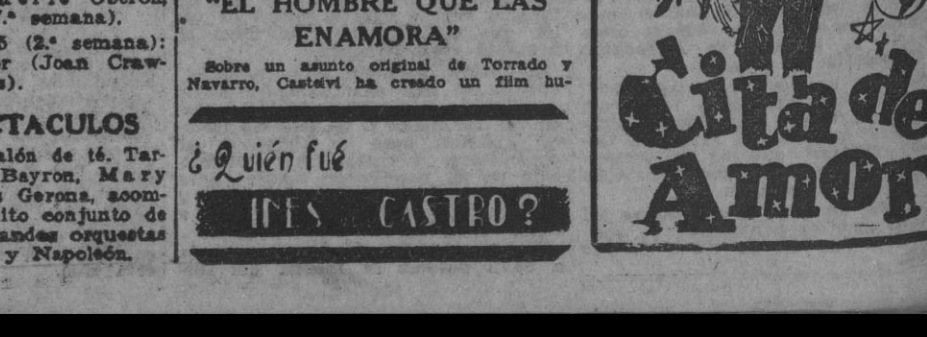 semana).
(2.ª semana):
(Joan Craw-
s).
TACULOS
alón de té. Tar-
Bayron, Mary
Gerona, acom-
ito conjunto de
andes orquestas
y Napoleón.
"EL HOMBRE QUE LAS
ENAMORA"
Sobre un asunto original de Torrado y
Navarro, Castelvi ha creado un film hu-
¿Quién fué
INES CASTRO?
Cita de
Amor